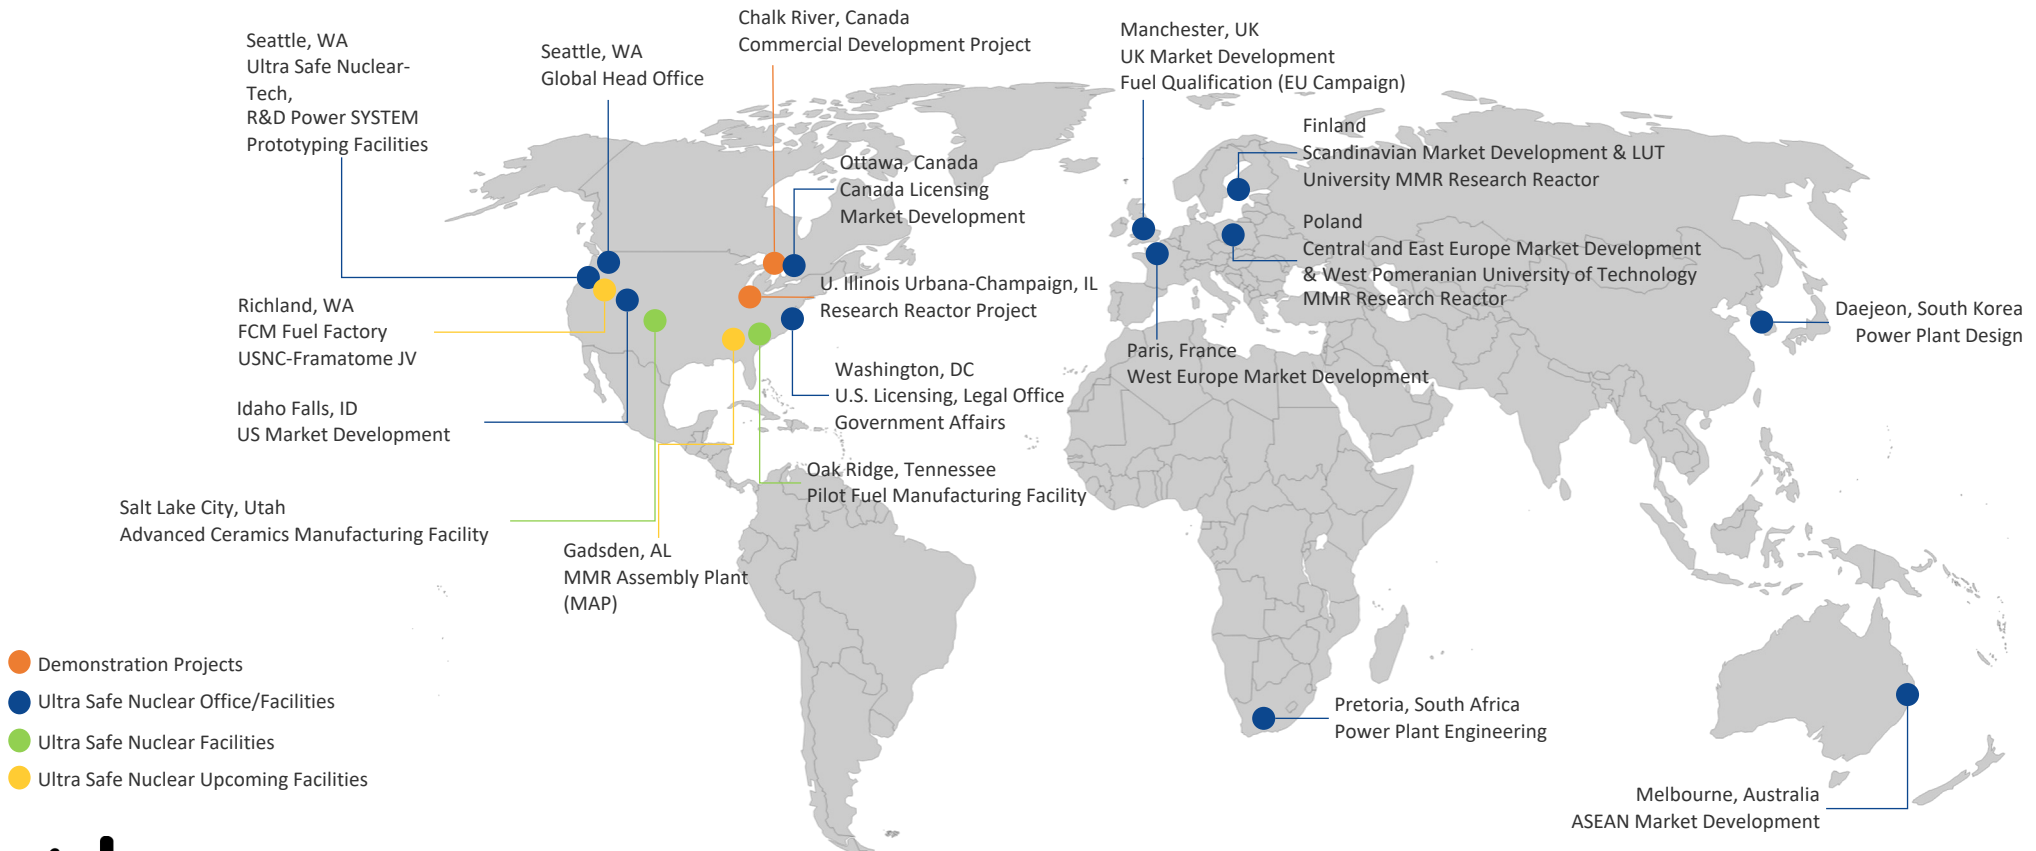 Seattle, WA
Ultra Safe Nuclear-
Tech,
R&D Power SYSTEM
Prototyping Facilities
Seattle, WA
Global Head Office
Chalk River, Canada
Commercial Development Project
Manchester, UK
UK Market Development
Fuel Qualification (EU Campaign)
Ottawa, Canada
Canada Licensing
Market Development
Finland
Scandinavian Market Development & LUT
University MMR Research Reactor
Poland
Central and East Europe Market Development
& West Pomeranian University of Technology
MMR Research Reactor
U. Illinois Urbana-Champaign, IL
Research Reactor Project
Richland, WA
FCM Fuel Factory
USNC-Framatome JV
Daejeon, South Korea
Power Plant Design
Paris, France
West Europe Market Development
Washington, DC
U.S. Licensing, Legal Office
Government Affairs
Idaho Falls, ID
US Market Development
Oak Ridge, Tennessee
Pilot Fuel Manufacturing Facility
Salt Lake City, Utah
Advanced Ceramics Manufacturing Facility
Gadsden, AL
MMR Assembly Plant
(MAP)
Demonstration Projects
Ultra Safe Nuclear Office/Facilities
Ultra Safe Nuclear Facilities
Ultra Safe Nuclear Upcoming Facilities
Pretoria, South Africa
Power Plant Engineering
Melbourne, Australia
ASEAN Market Development